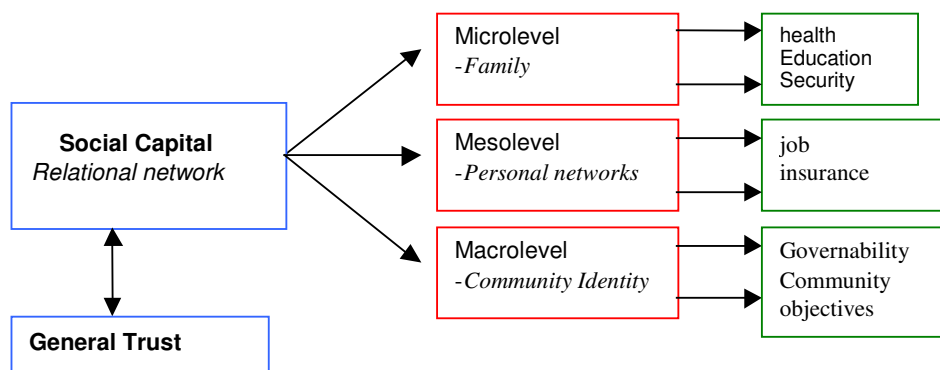 Social Capital
Relational network
General Trust
Microlevel
-Family
Mesolevel
-Personal networks
Macrolevel
-Community Identity
health
Education
Security
job
insurance
Governability
Community
objectives